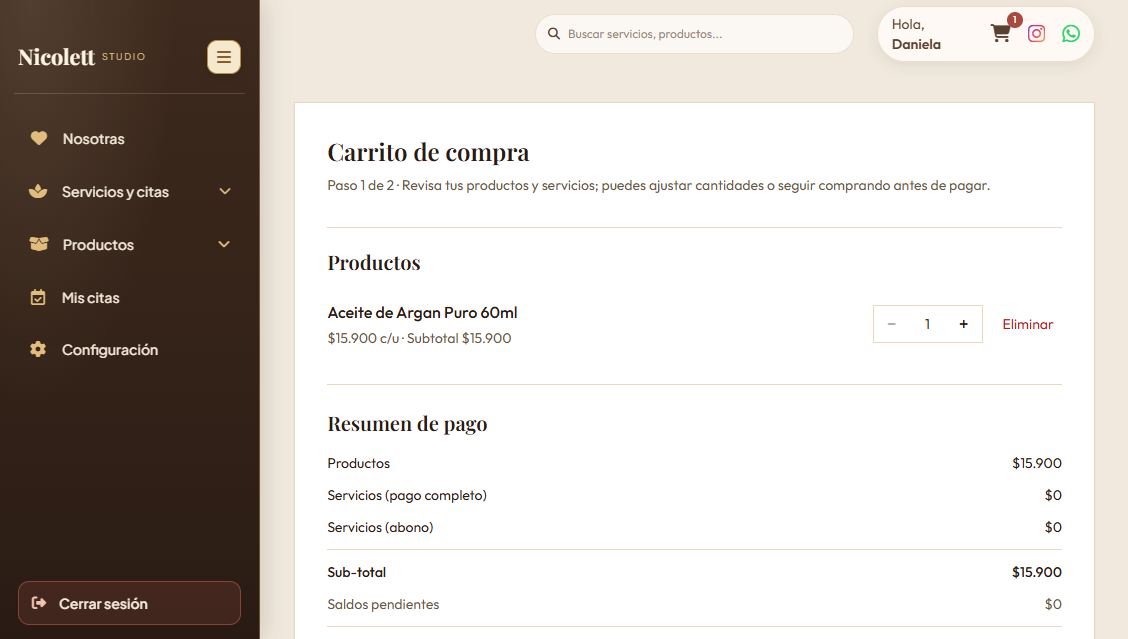 Nicolett STUDIO
Nosotras
Servicios y citas
Productos
Mis citas
Configuración
Cerrar sesión
Buscar servicios, productos...
Hola,
Daniela
1
Carrito de compra
Paso 1 de 2 · Revisa tus productos y servicios; puedes ajustar cantidades o seguir comprando antes de pagar.
Productos
Aceite de Argan Puro 60ml
$15.900 c/u · Subtotal $15.900
− 1 + Eliminar
Resumen de pago
Productos $15.900
Servicios (pago completo) $0
Servicios (abono) $0
Sub-total $15.900
Saldos pendientes $0